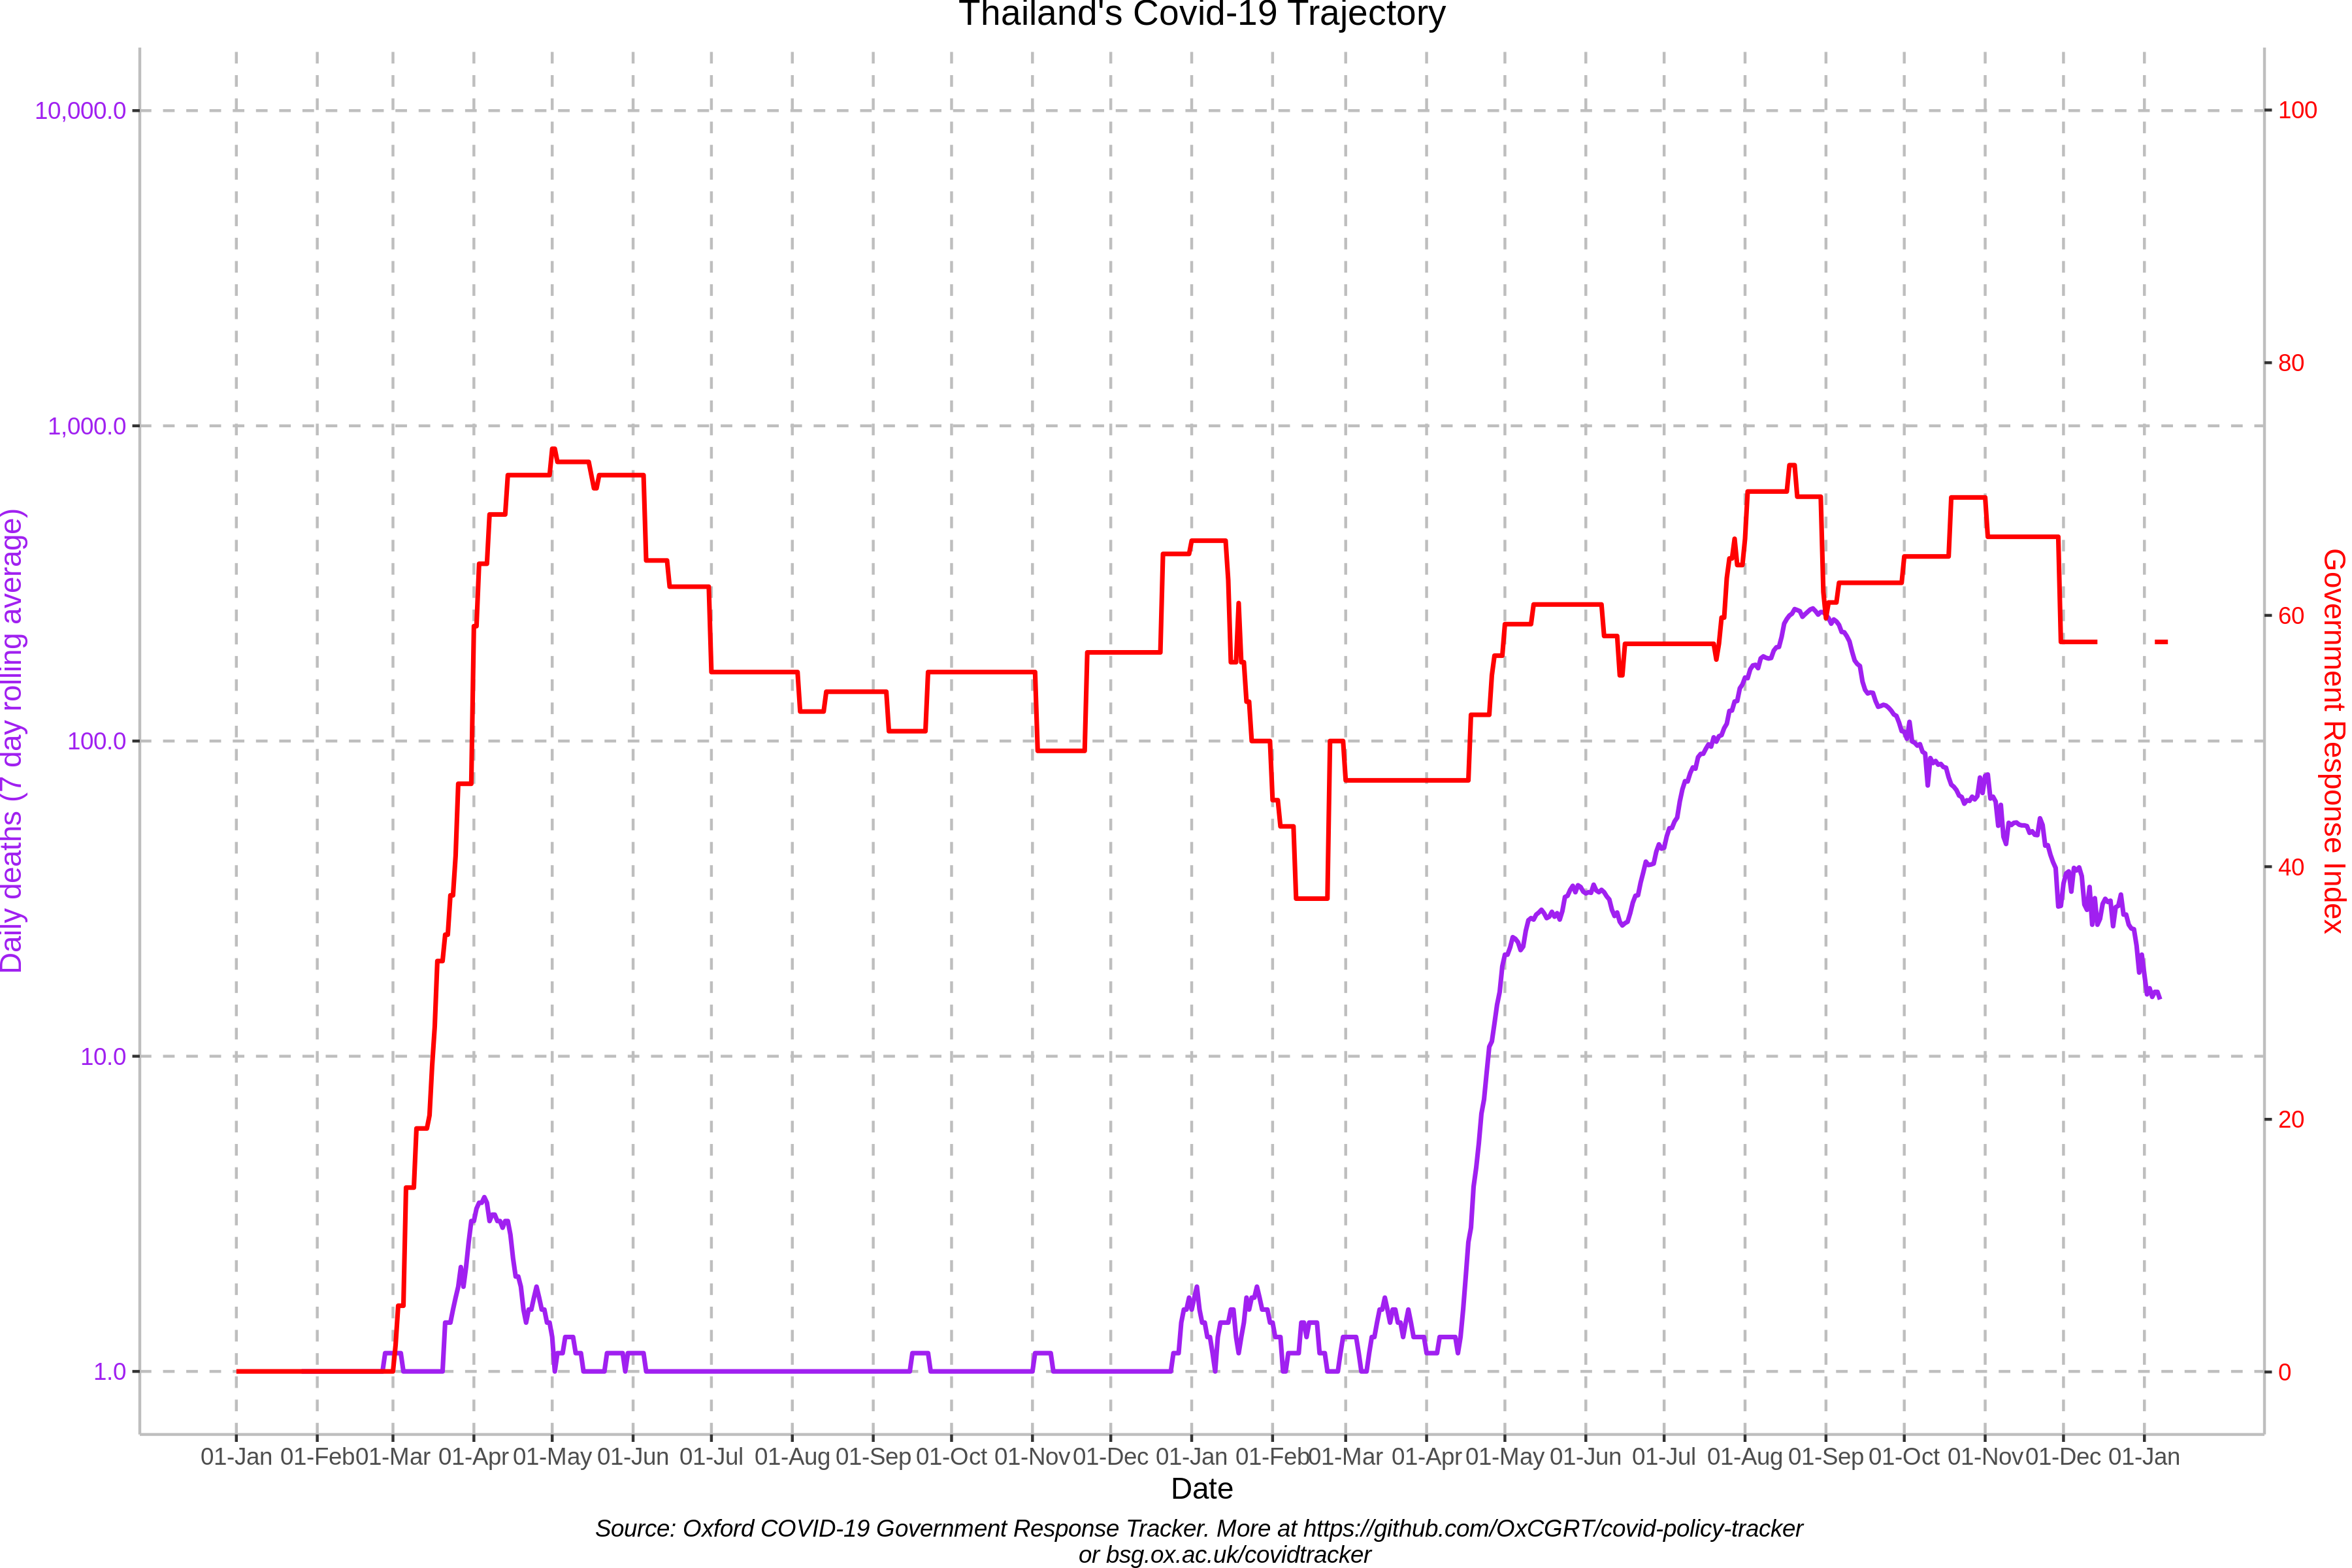 Thailand's Covid-19 Trajectory
10,000.0
1,000.0
100.0
10.0
1.0
Daily deaths (7 day rolling average)
100
80
60
40
20
0
Government Response Index
01-Jan 01-Feb 01-Mar 01-Apr 01-May 01-Jun 01-Jul 01-Aug 01-Sep 01-Oct 01-Nov 01-Dec 01-Jan 01-Feb 01-Mar 01-Apr 01-May 01-Jun 01-Jul 01-Aug 01-Sep 01-Oct 01-Nov 01-Dec 01-Jan
Date
Source: Oxford COVID-19 Government Response Tracker. More at https://github.com/OxCGRT/covid-policy-tracker
or bsg.ox.ac.uk/covidtracker